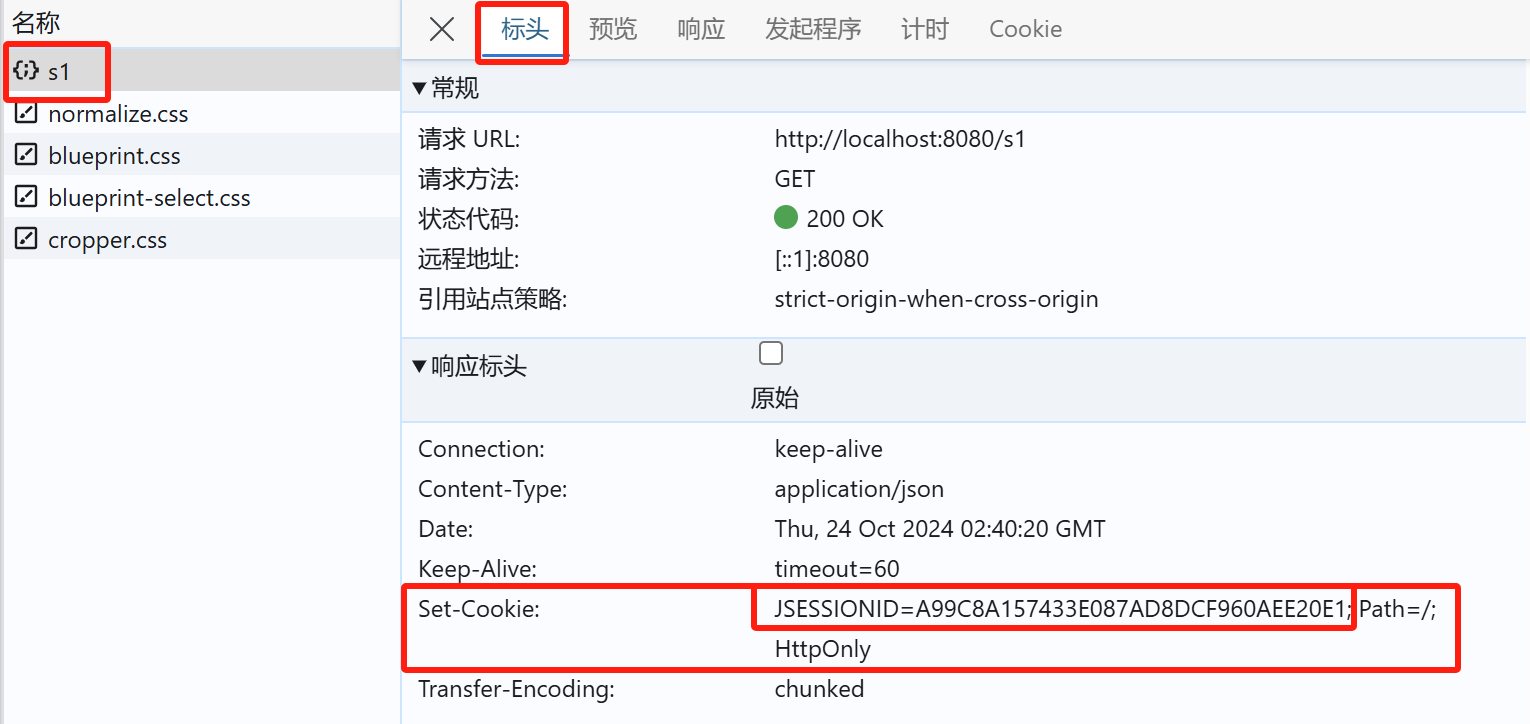 名称
s1
normalize.css
blueprint.css
blueprint-select.css
cropper.css
标头 预览 响应 发起程序 计时 Cookie
常规
请求 URL: http://localhost:8080/s1
请求方法: GET
状态代码: 200 OK
远程地址: [::1]:8080
引用站点策略: strict-origin-when-cross-origin
响应标头
原始
Connection: keep-alive
Content-Type: application/json
Date: Thu, 24 Oct 2024 02:40:20 GMT
Keep-Alive: timeout=60
Set-Cookie: JSESSIONID=A99C8A157433E087AD8DCF960AEE20E1; Path=/;
HttpOnly
Transfer-Encoding: chunked